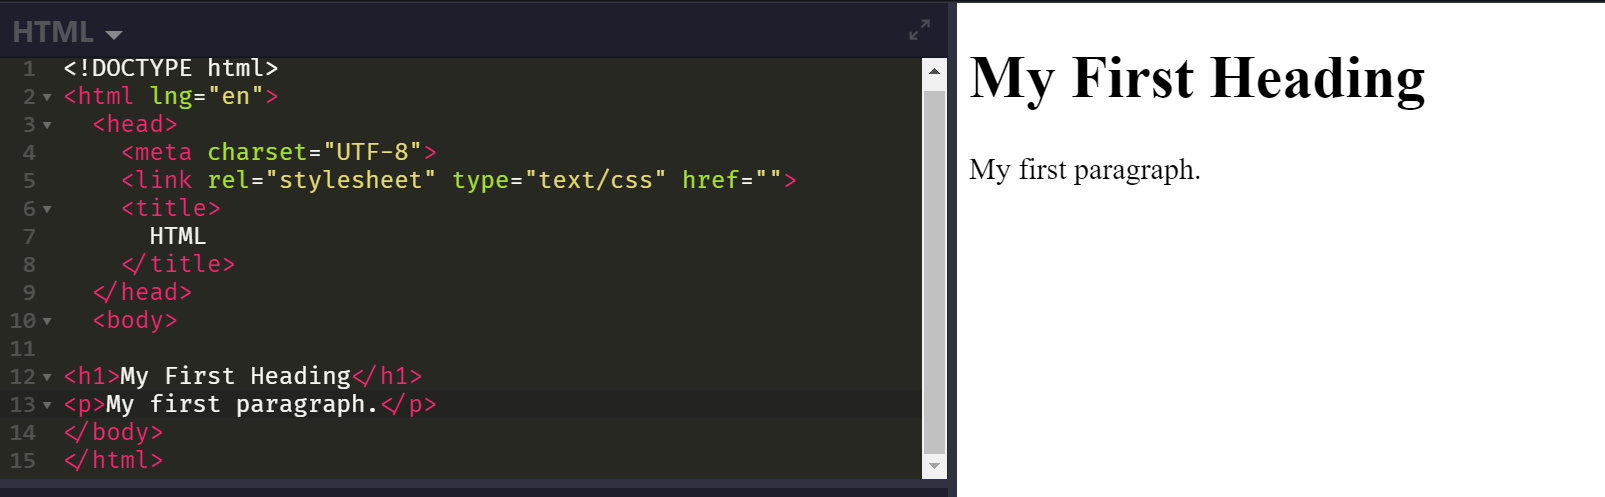 HTML
1 <!DOCTYPE html>
2 <html lng="en">
3 <head>
4 <meta charset="UTF-8">
5 <link rel="stylesheet" type="text/css" href="">
6 <title>
7 HTML
8 </title>
9 </head>
10 <body>
11
12 <h1>My First Heading</h1>
13 <p>My first paragraph.</p>
14 </body>
15 </html>
My First Heading
My first paragraph.